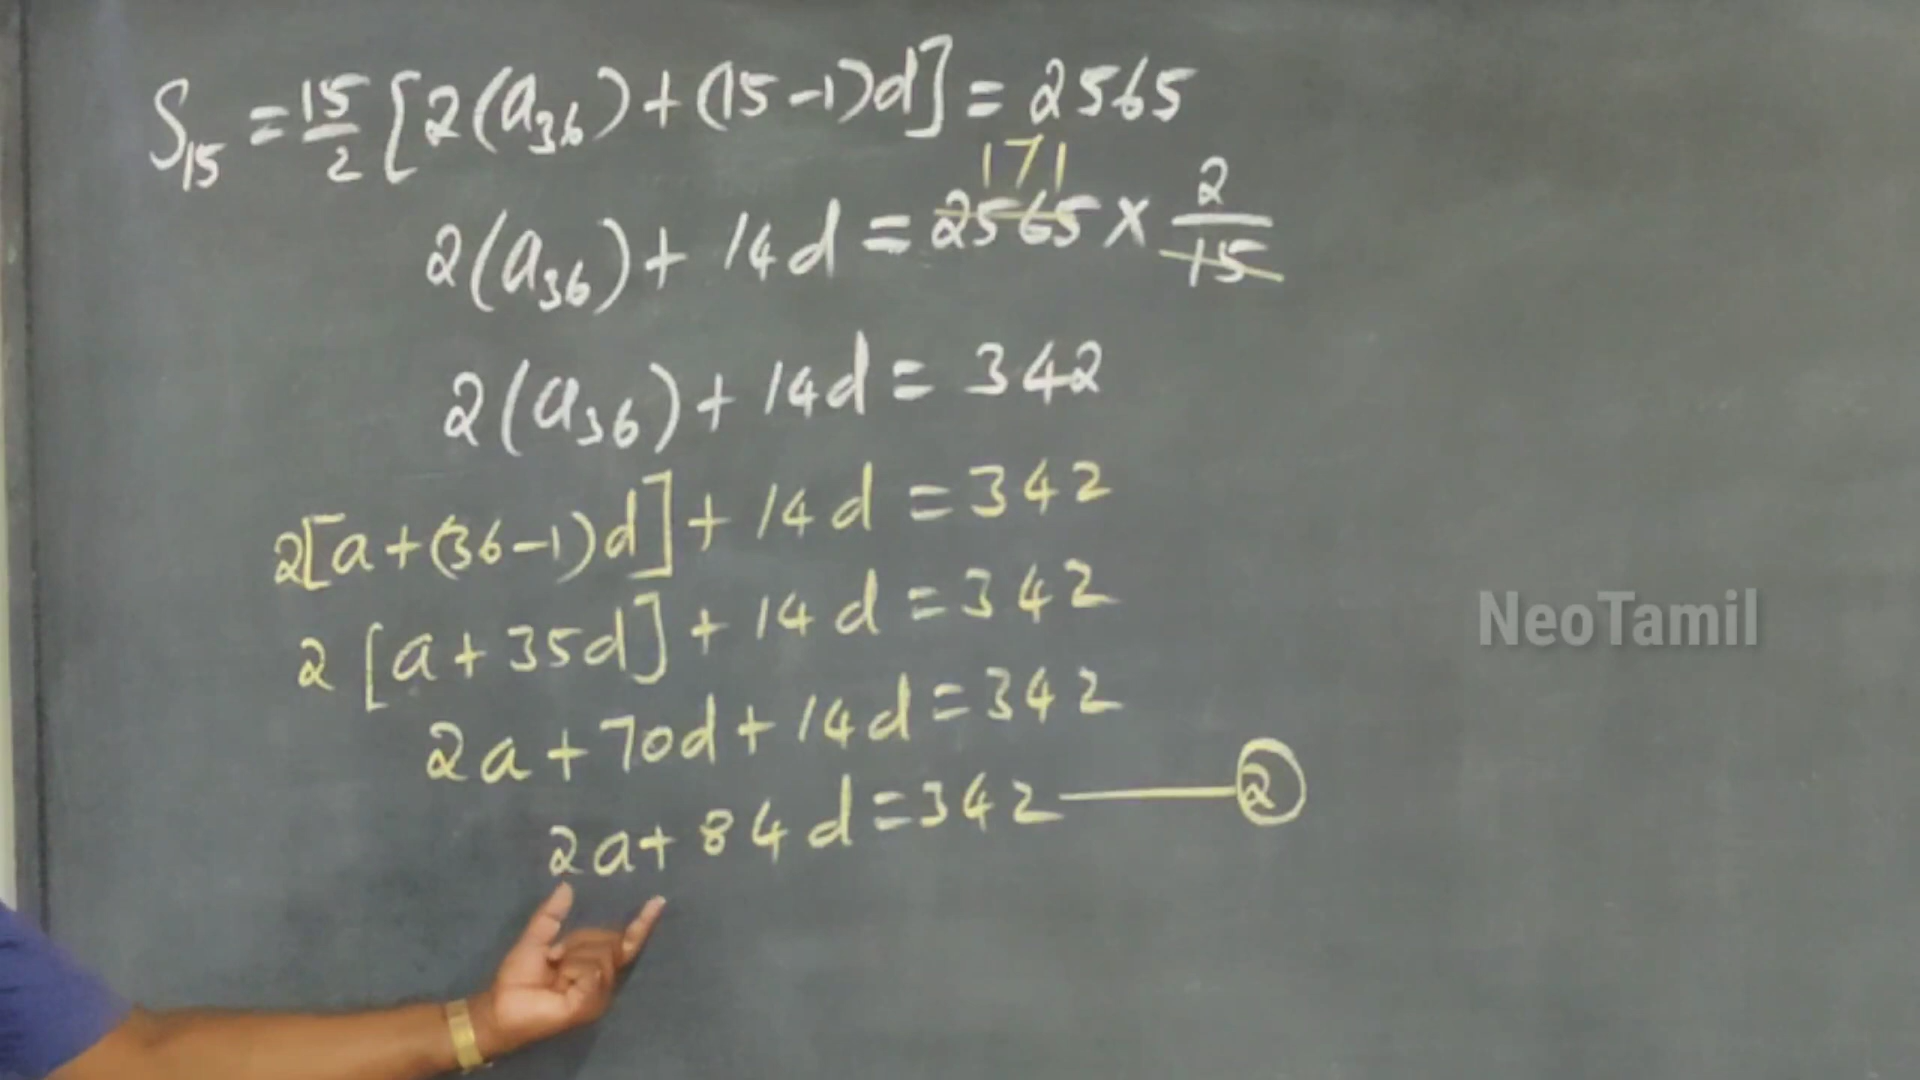 S₁₅ = 15/2 [2(a₃₆) + (15-1)d] = 2565
171
2(a₃₆) + 14d = 2565 × 2/15
2(a₃₆) + 14d = 342
2[a + (36-1)d] + 14d = 342
2[a + 35d] + 14d = 342
2a + 70d + 14d = 342
2a + 84d = 342 —— ②
NeoTamil